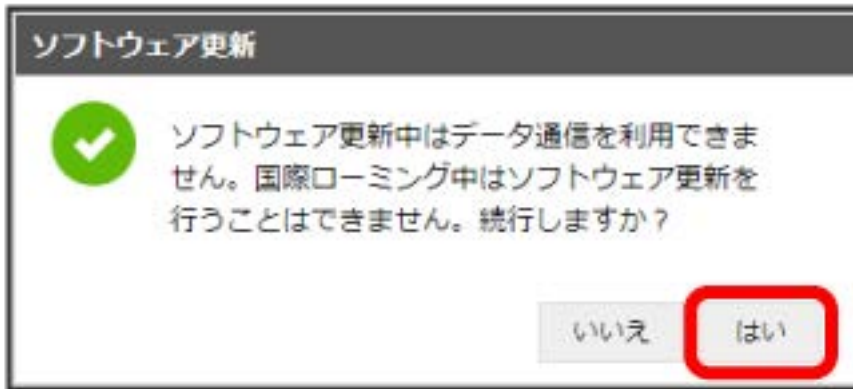 ソフトウェア更新
ソフトウェア更新中はデータ通信を利用できま
せん。国際ローミング中はソフトウェア更新を
行うことはできません。続行しますか？
いいえ はい